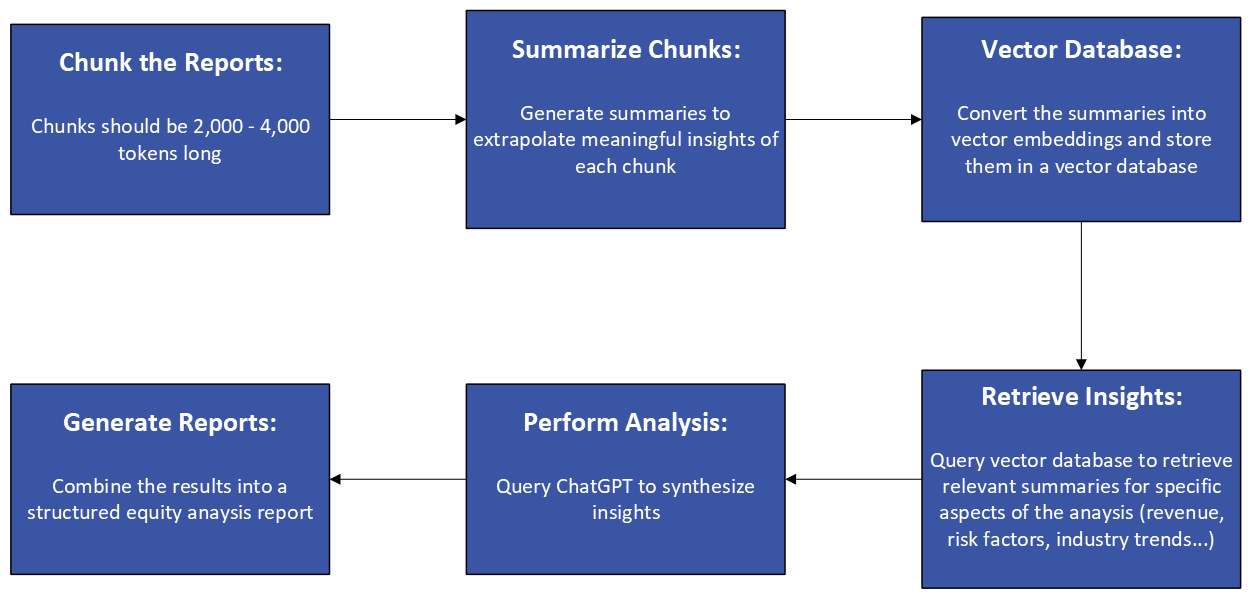 Chunk the Reports:
Chunks should be 2,000 - 4,000
tokens long
Summarize Chunks:
Generate summaries to
extrapolate meaningful insights of
each chunk
Vector Database:
Convert the summaries into
vector embeddings and store
them in a vector database
Retrieve Insights:
Query vector database to retrieve
relevant summaries for specific
aspects of the anaysis (revenue,
risk factors, industry trends...)
Perform Analysis:
Query ChatGPT to synthesize
insights
Generate Reports:
Combine the results into a
structured equity anaysis report